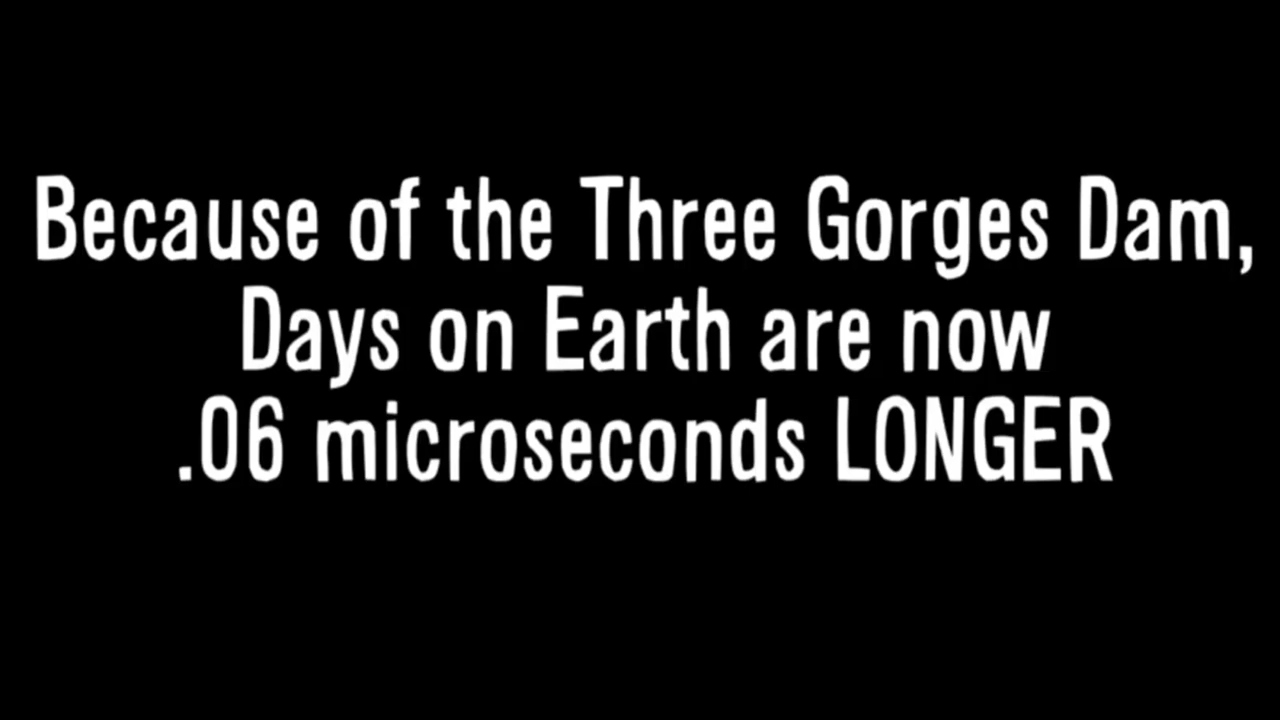 Because of the Three Gorges Dam,
Days on Earth are now
.06 microseconds LONGER